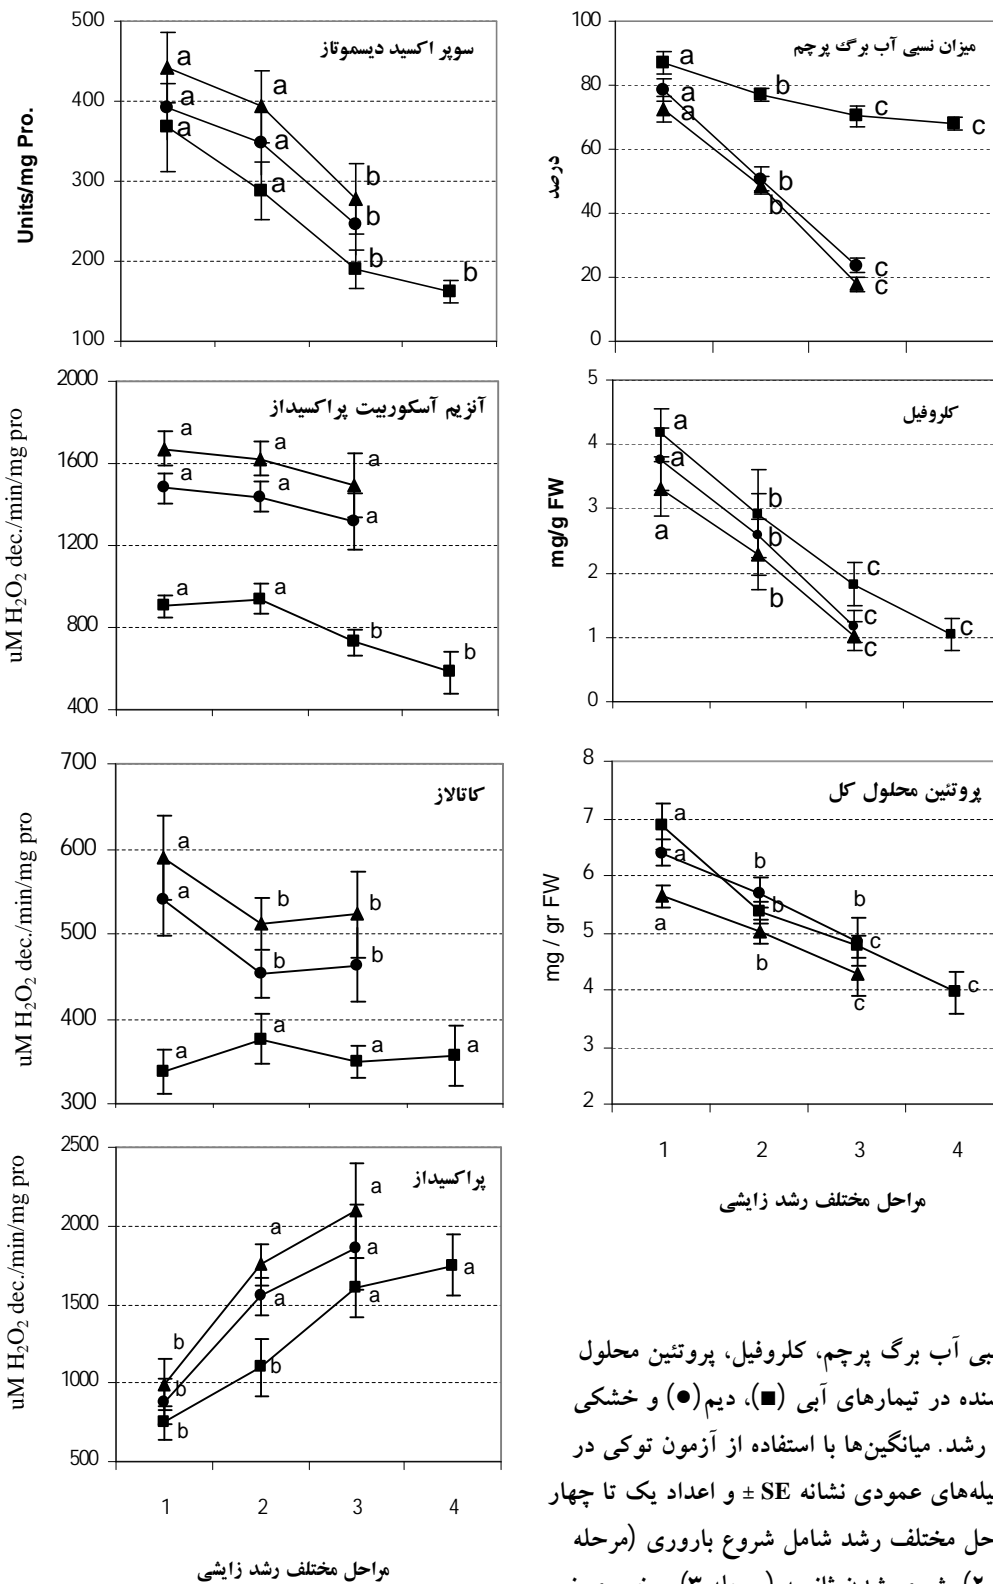 سوپر اکسید دیسموتاز
Units/mg Pro.
500
400
300
200
100
a
a
a
a
a
a
b
b
b
b
میزان نسبی آب برگ پرچم
درصد
100
80
60
40
20
0
a
a
a
b
b
b
c
c
c
c
آنزیم آسکوربیت پراکسیداز
uM H₂O₂ dec./min/mg pro
2000
1600
1200
800
400
a
a
a
a
a
a
a
a
b
b
کلروفیل
mg/g FW
5
4
3
2
1
0
a
a
a
b
b
b
c
c
c
c
کاتالاز
uM H₂O₂ dec./min/mg pro
700
600
500
400
300
a
b
b
a
b
b
a
a
a
a
پروتئین محلول کل
mg / gr FW
8
7
6
5
4
3
2
a
a
a
b
b
b
b
c
c
c
1 2 3 4
مراحل مختلف رشد زایشی
پراکسیداز
uM H₂O₂ dec./min/mg pro
2500
2000
1500
1000
500
b
a
a
b
a
a
b
b
a
a
1 2 3 4
مراحل مختلف رشد زایشی
بی آب برگ پرچم، کلروفیل، پروتئین محلول
سنده در تیمارهای آبی (■)، دیم(●) و خشکی
رشد. میانگین‌ها با استفاده از آزمون توکی در
یله‌های عمودی نشانه SE ± و اعداد یک تا چهار
حل مختلف رشد شامل شروع باروری (مرحله